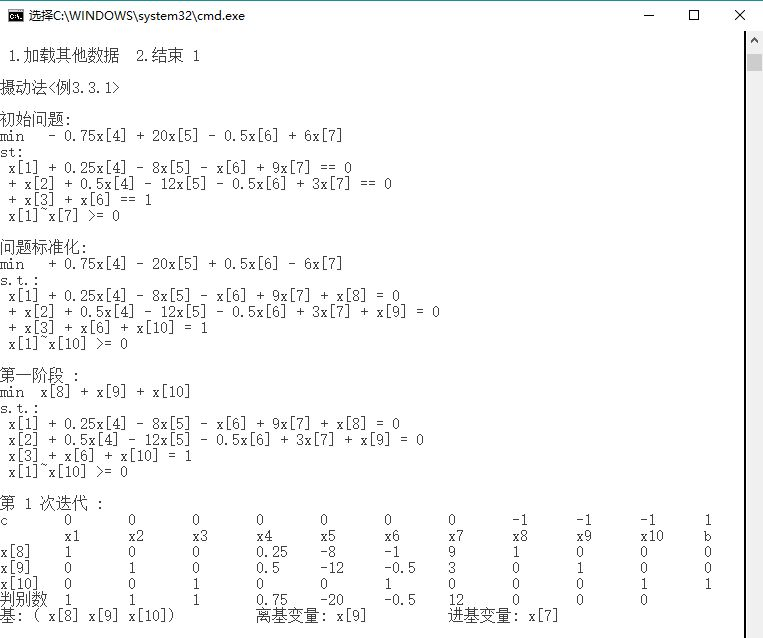 选择C:\WINDOWS\system32\cmd.exe
1.加载其他数据  2.结束 1
摄动法<例3.3.1>
初始问题:
min   - 0.75x[4] + 20x[5] - 0.5x[6] + 6x[7]
st:
x[1] + 0.25x[4] - 8x[5] - x[6] + 9x[7] == 0
+ x[2] + 0.5x[4] - 12x[5] - 0.5x[6] + 3x[7] == 0
+ x[3] + x[6] == 1
x[1]~x[7] >= 0
问题标准化:
min   + 0.75x[4] - 20x[5] + 0.5x[6] - 6x[7]
s.t.:
x[1] + 0.25x[4] - 8x[5] - x[6] + 9x[7] + x[8] = 0
+ x[2] + 0.5x[4] - 12x[5] - 0.5x[6] + 3x[7] + x[9] = 0
+ x[3] + x[6] + x[10] = 1
x[1]~x[10] >= 0
第一阶段 :
min  x[8] + x[9] + x[10]
s.t.:
x[1] + 0.25x[4] - 8x[5] - x[6] + 9x[7] + x[8] = 0
x[2] + 0.5x[4] - 12x[5] - 0.5x[6] + 3x[7] + x[9] = 0
x[3] + x[6] + x[10] = 1
x[1]~x[10] >= 0
第 1 次迭代 :
c 0 0 0 0 0 0 0 -1 -1 -1 1
x1 x2 x3 x4 x5 x6 x7 x8 x9 x10 b
x[8] 1 0 0 0.25 -8 -1 9 1 0 0 0
x[9] 0 1 0 0.5 -12 -0.5 3 0 1 0 0
x[10] 0 0 1 0 0 1 0 0 0 1 1
判别数 1 1 1 0.75 -20 -0.5 12 0 0 0
基: ( x[8] x[9] x[10]) 离基变量: x[9] 进基变量: x[7]